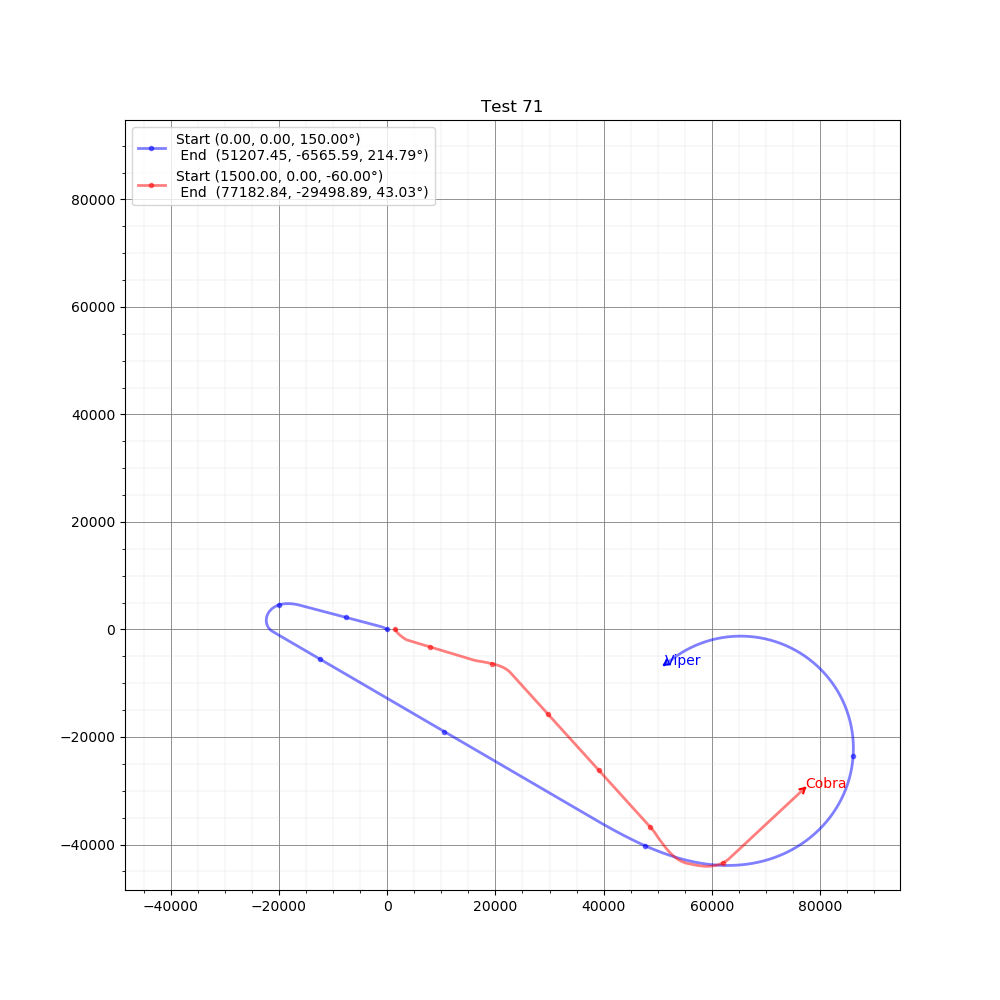 Test 71
Start (0.00, 0.00, 150.00°)
End (51207.45, -6565.59, 214.79°)
Start (1500.00, 0.00, -60.00°)
End (77182.84, -29498.89, 43.03°)
80000
60000
40000
20000
0
−20000
−40000
Viper
Cobra
−40000 −20000 0 20000 40000 60000 80000